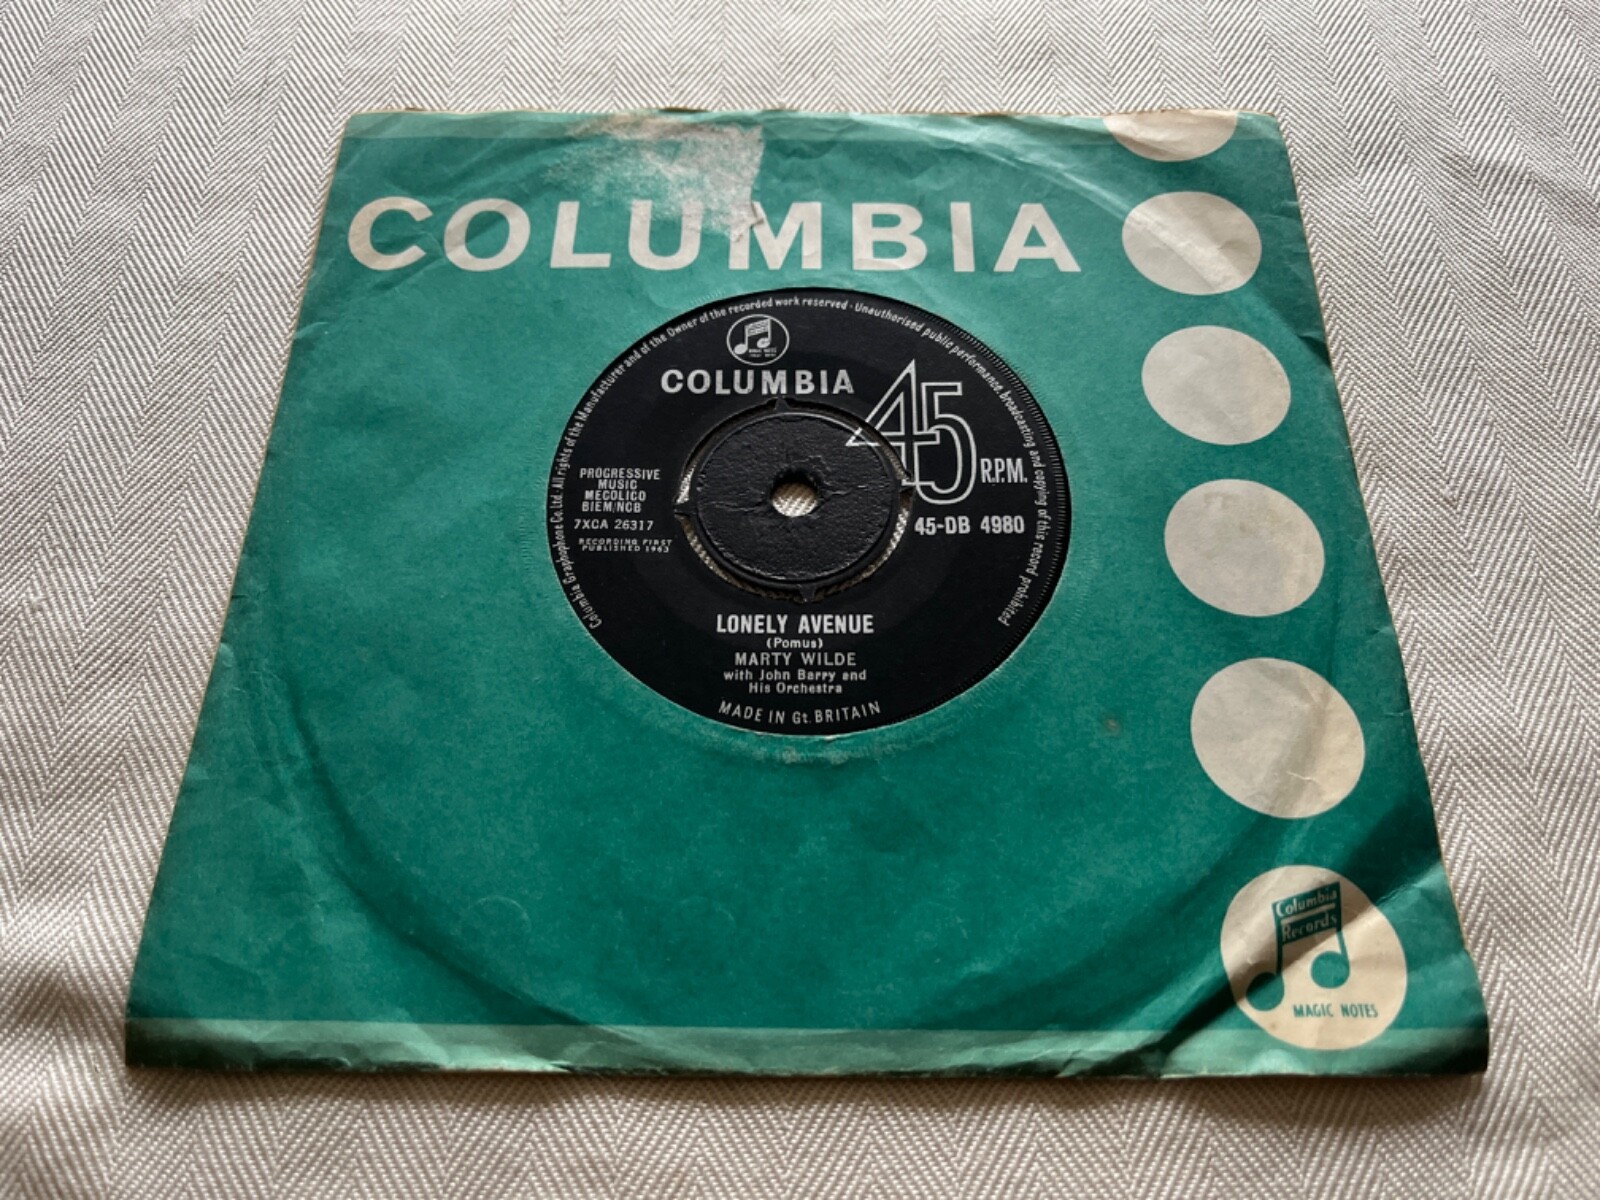 COLUMBIA
Columbia Graphophone Co. Ltd · All rights of the Manufacturer and of the Owner of the recorded work reserved · Unauthorised public performance, broadcasting and copying of this record prohibited
COLUMBIA
45
R.P.M.
PROGRESSIVE
MUSIC
MECOLICO
BIEM/NCB
7XCA 26317
RECORDING FIRST
PUBLISHED 1963
45-DB 4980
LONELY AVENUE
(Pomus)
MARTY WILDE
with John Barry and
His Orchestra
MADE IN Gt. BRITAIN
Columbia
Records
MAGIC NOTES